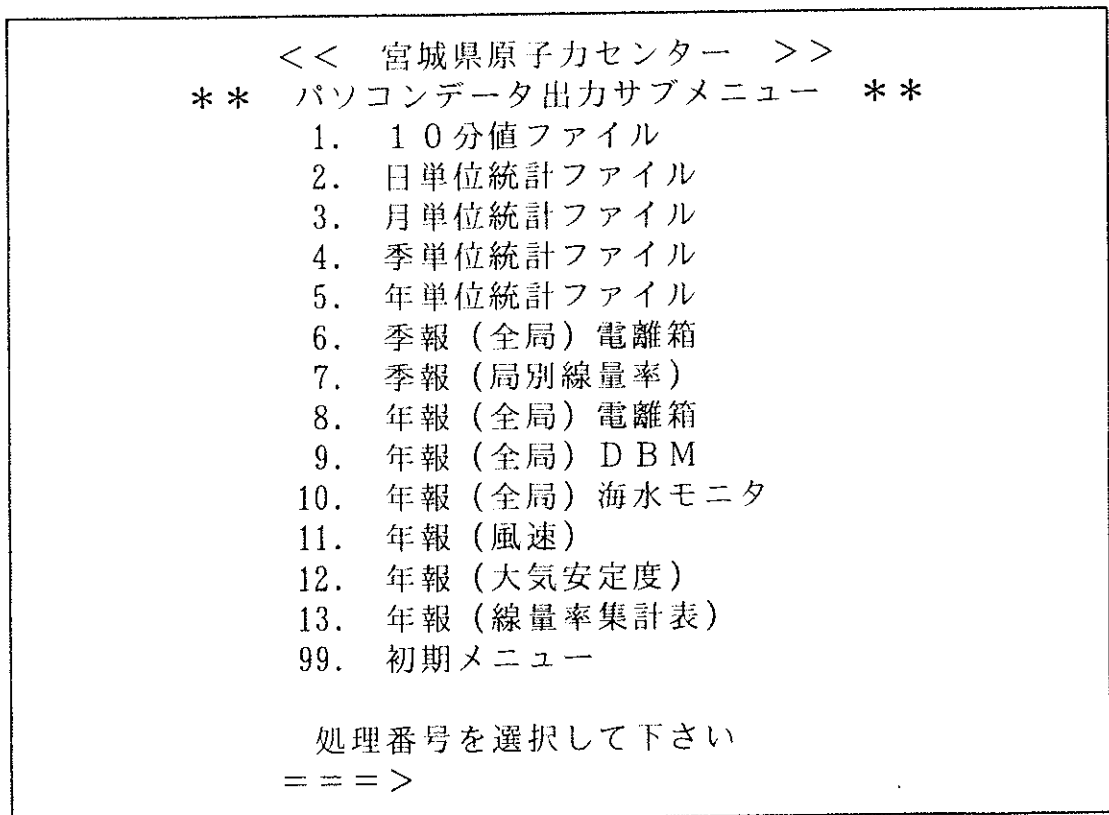 <<　宮城県原子力センター　>>
＊＊　パソコンデータ出力サブメニュー　＊＊
1.　１０分値ファイル
2.　日単位統計ファイル
3.　月単位統計ファイル
4.　季単位統計ファイル
5.　年単位統計ファイル
6.　季報（全局）電離箱
7.　季報（局別線量率）
8.　年報（全局）電離箱
9.　年報（全局）ＤＢＭ
10.　年報（全局）海水モニタ
11.　年報（風速）
12.　年報（大気安定度）
13.　年報（線量率集計表）
99.　初期メニュー
処理番号を選択して下さい
＝＝＝＞